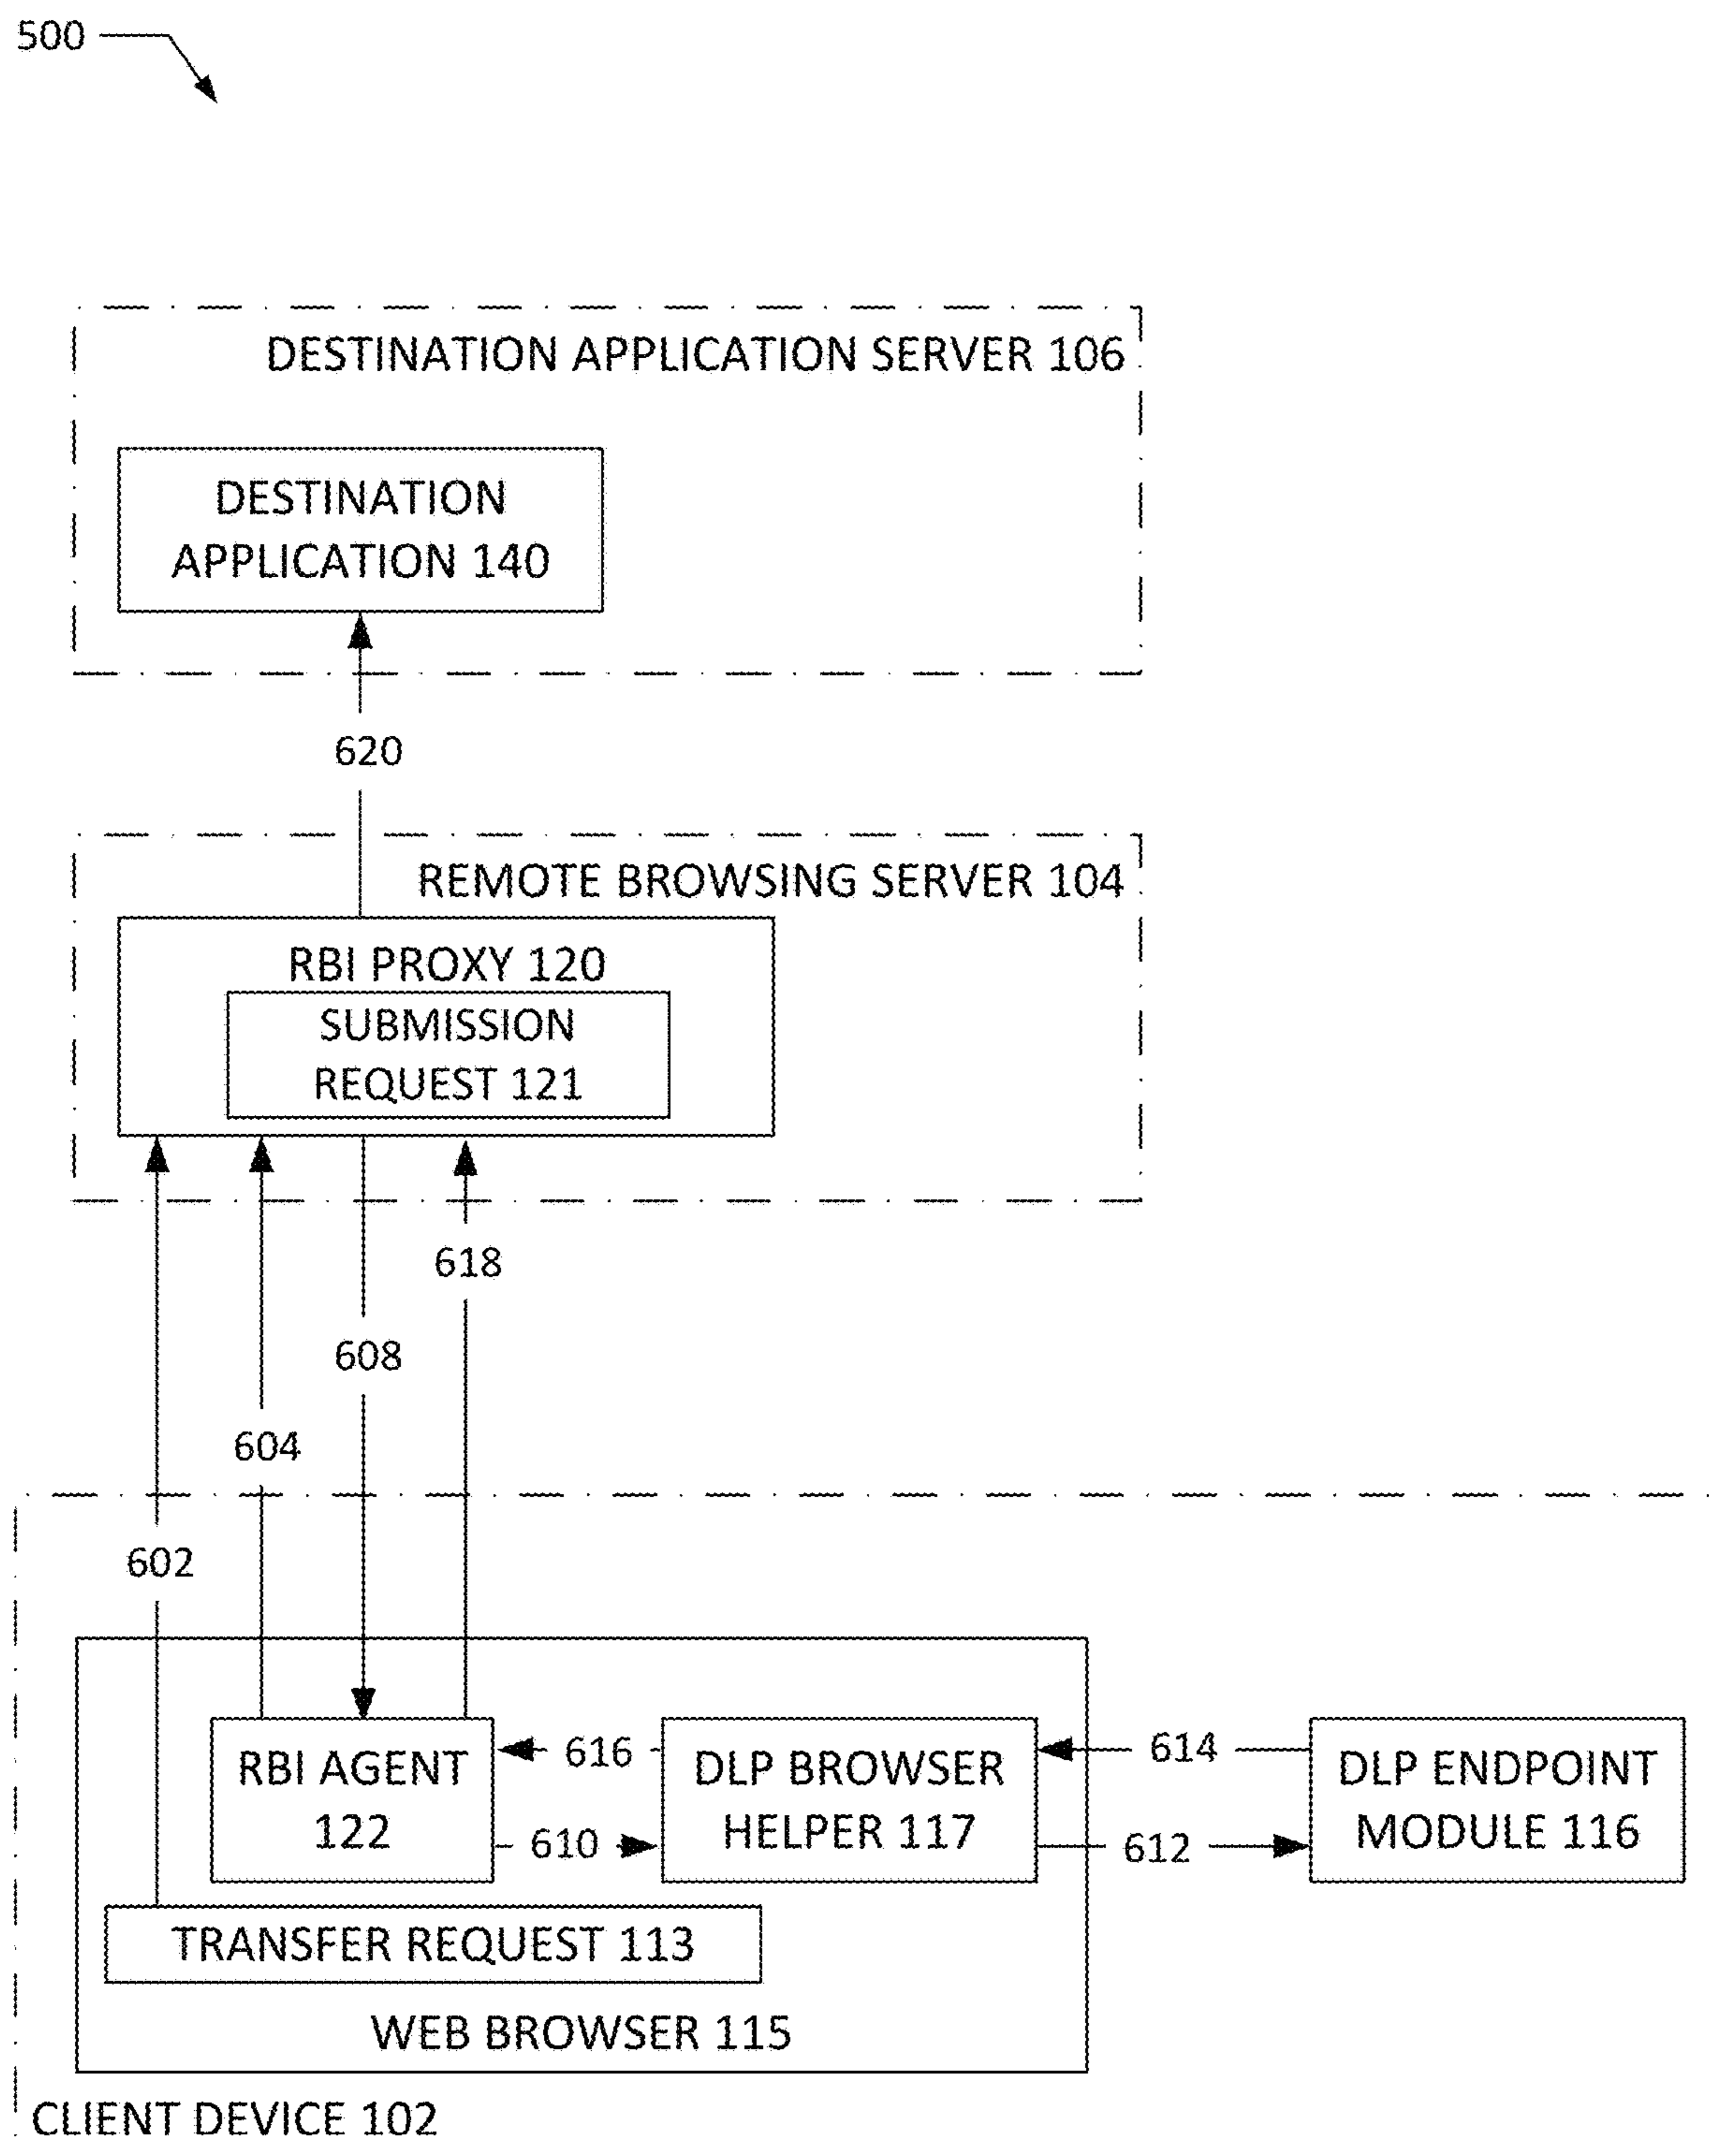 500
DESTINATION APPLICATION SERVER 106
DESTINATION
APPLICATION 140
620
REMOTE BROWSING SERVER 104
RBI PROXY 120
SUBMISSION
REQUEST 121
618
608
604
602
RBI AGENT
122
616
610
DLP BROWSER
HELPER 117
614
612
DLP ENDPOINT
MODULE 116
TRANSFER REQUEST 113
WEB BROWSER 115
CLIENT DEVICE 102